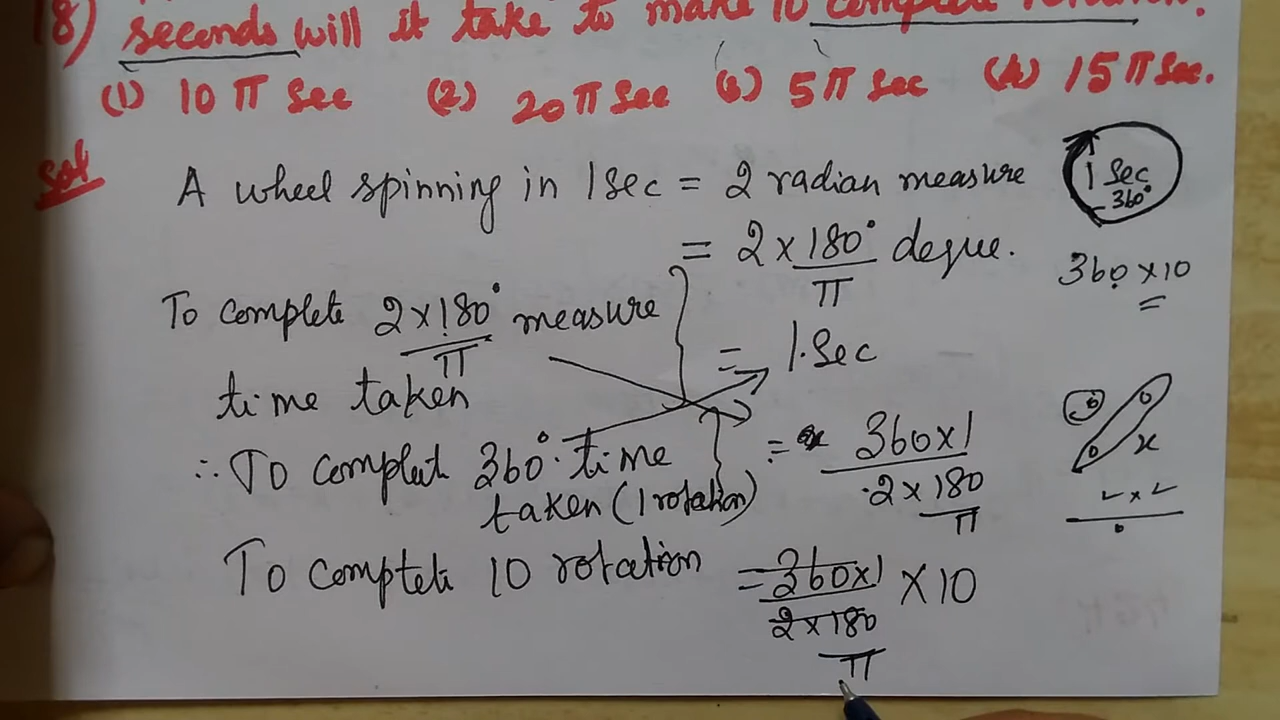 8) seconds will it take to make 10 complete rotation.
(1) 10 π Sec (2) 20 π Sec (3) 5 π Sec (4) 15 π Sec.
Sol
A wheel spinning in 1 Sec = 2 radian measure
= 2 × 180° / π degree.
1 Sec
360°
360 × 10
=
To complete 2 × 180° / π measure
time taken = 1. Sec
∴ To complet 360°. time
taken (1 rotation) = 360 × 1 / 2 × 180 / π
x
To complete 10 rotation = 360 × 1 / 2 × 180 / π × 10